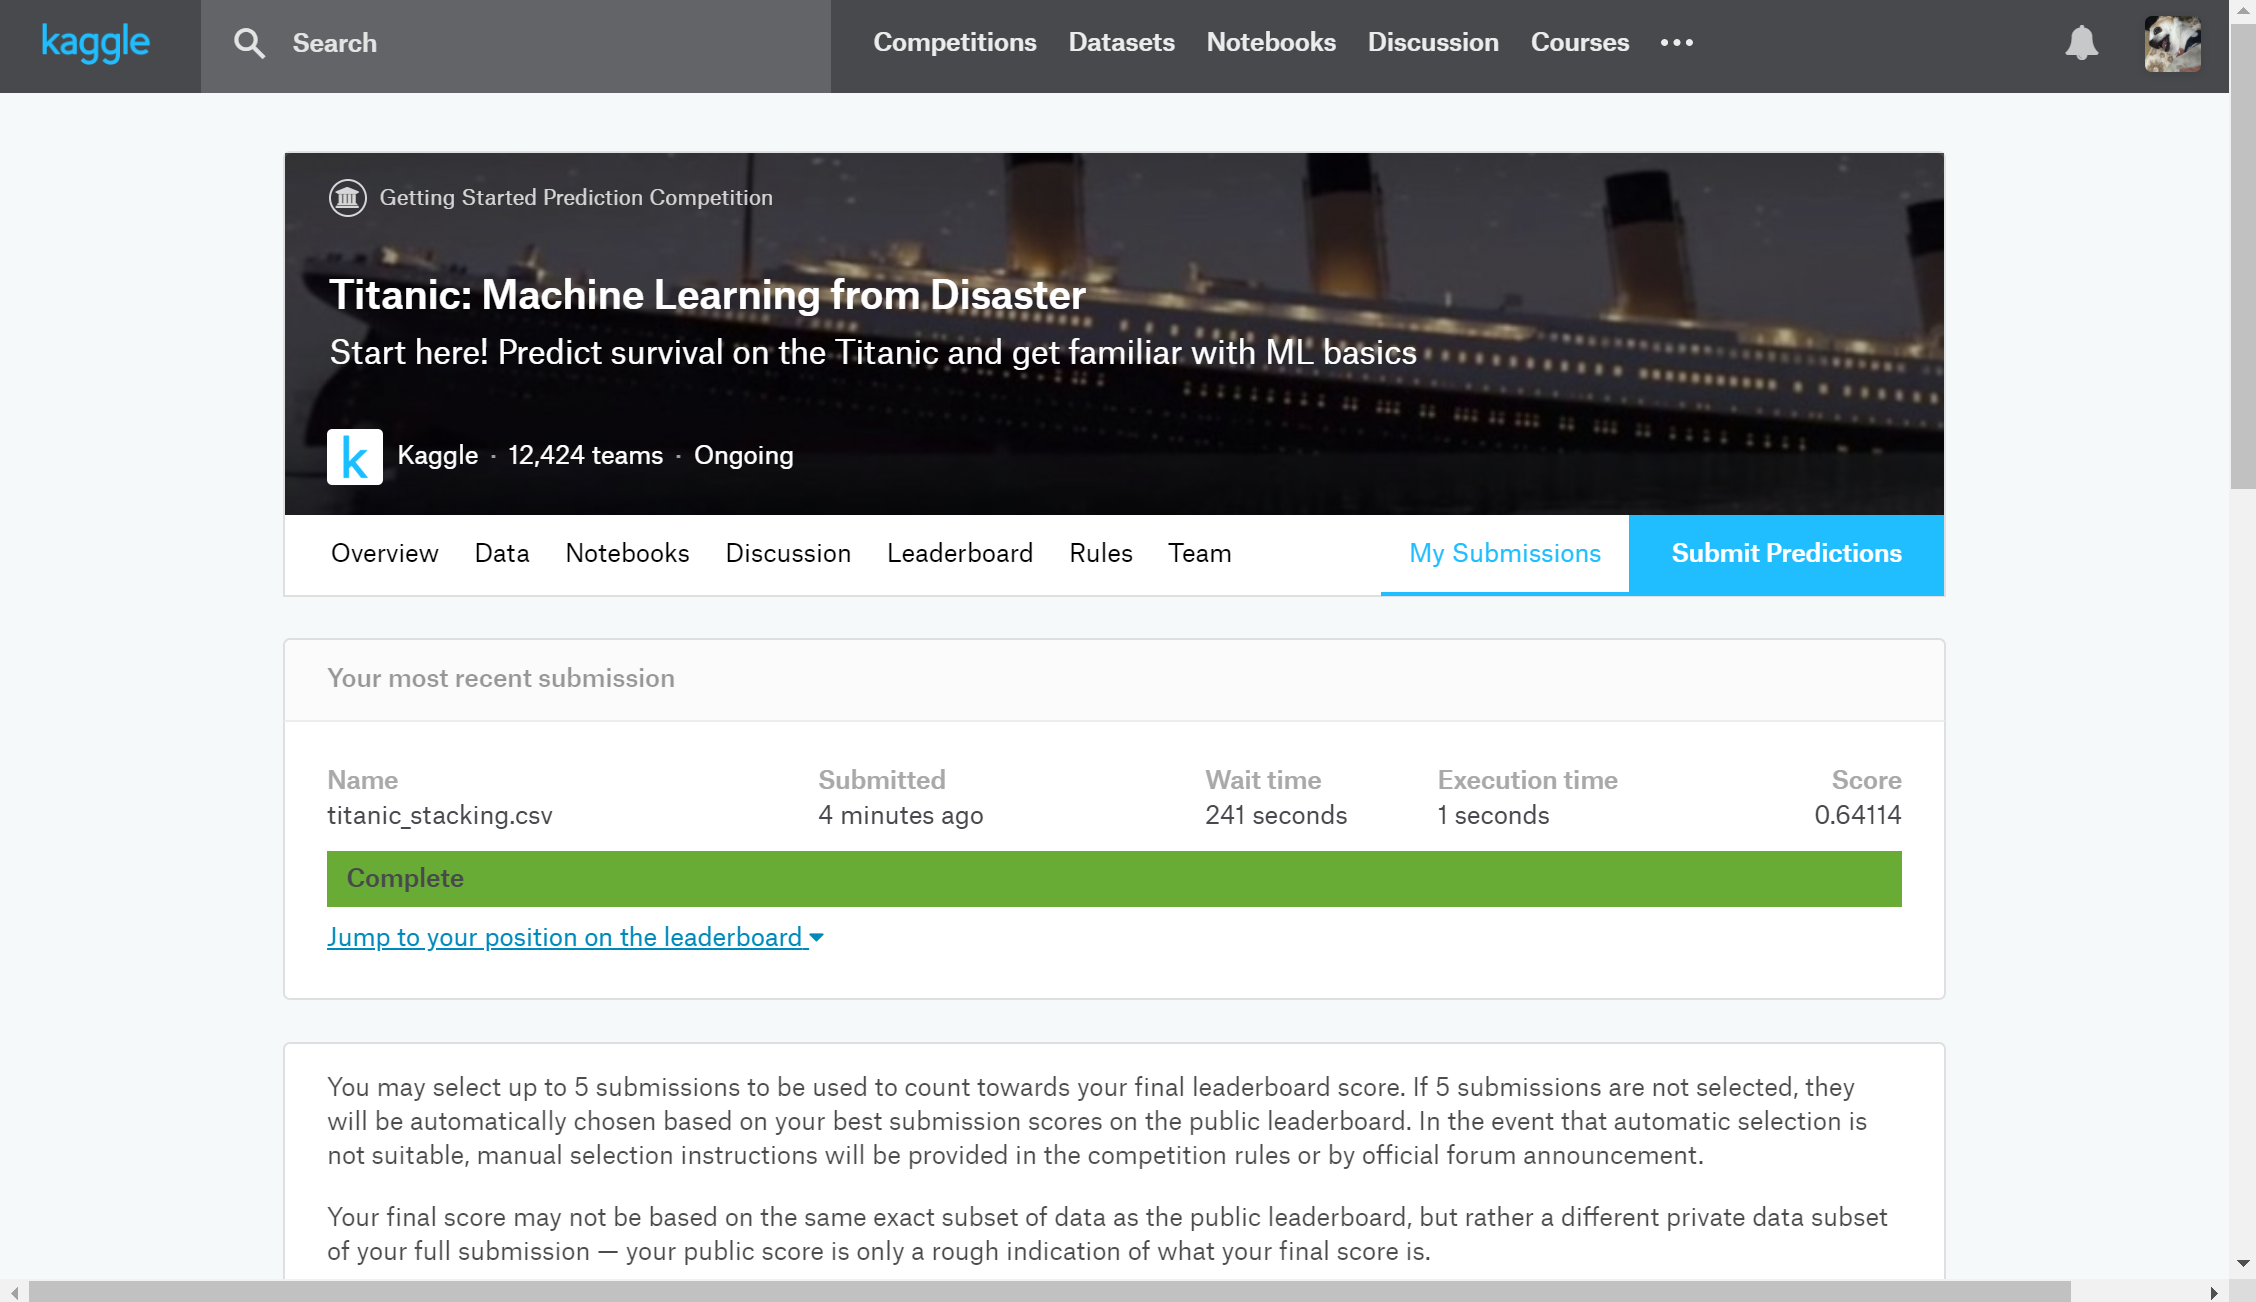 kaggle
Search
Competitions Datasets Notebooks Discussion Courses
Getting Started Prediction Competition
Titanic: Machine Learning from Disaster
Start here! Predict survival on the Titanic and get familiar with ML basics
k
Kaggle · 12,424 teams · Ongoing
Overview Data Notebooks Discussion Leaderboard Rules Team My Submissions Submit Predictions
Your most recent submission
Name Submitted Wait time Execution time Score
titanic_stacking.csv 4 minutes ago 241 seconds 1 seconds 0.64114
Complete
Jump to your position on the leaderboard
You may select up to 5 submissions to be used to count towards your final leaderboard score. If 5 submissions are not selected, they
will be automatically chosen based on your best submission scores on the public leaderboard. In the event that automatic selection is
not suitable, manual selection instructions will be provided in the competition rules or by official forum announcement.
Your final score may not be based on the same exact subset of data as the public leaderboard, but rather a different private data subset
of your full submission — your public score is only a rough indication of what your final score is.